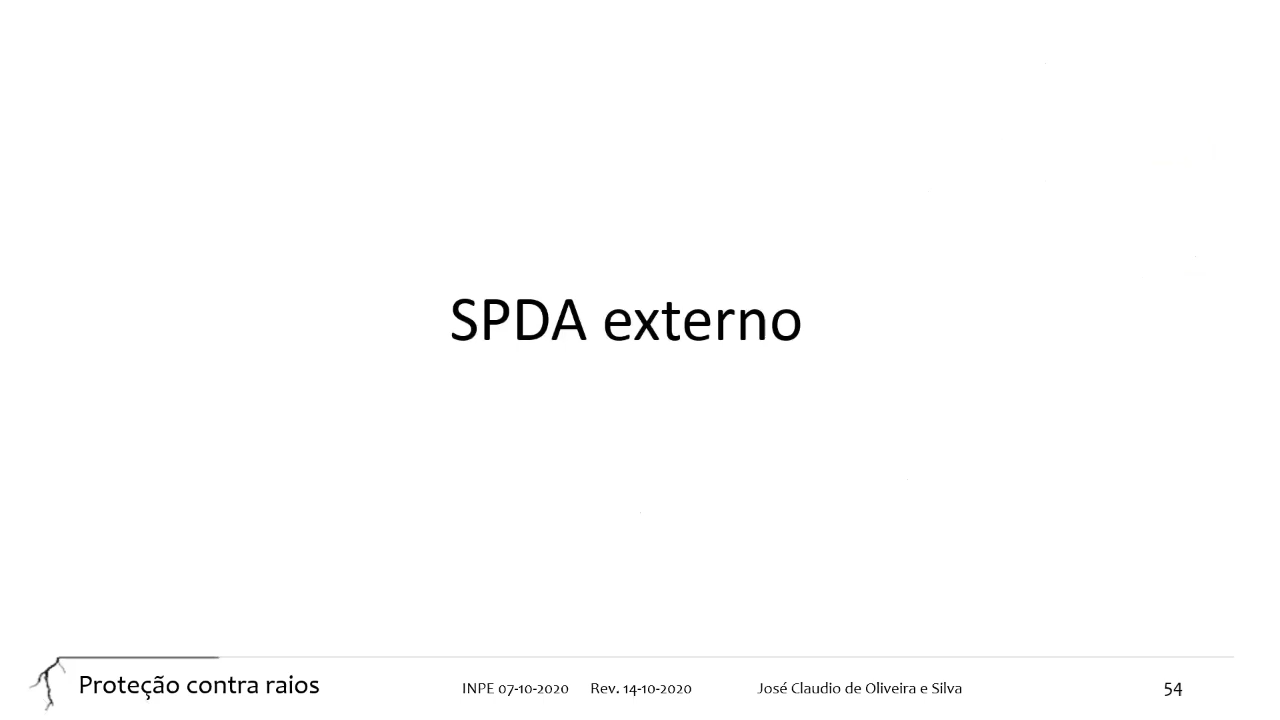 SPDA externo
Proteção contra raios INPE 07-10-2020 Rev. 14-10-2020 José Claudio de Oliveira e Silva 54